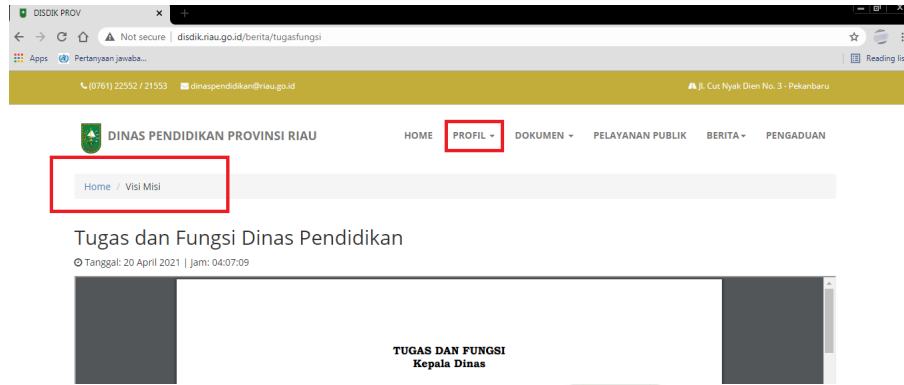 DISDIK PROV
Not secure | disdik.riau.go.id/berita/tugasfungsi
Apps Pertanyaan jawaba... Reading lis
(0761) 22552 / 21553 dinaspendidikan@riau.go.id Jl. Cut Nyak Dien No. 3 - Pekanbaru
DINAS PENDIDIKAN PROVINSI RIAU HOME PROFIL DOKUMEN PELAYANAN PUBLIK BERITA PENGADUAN
Home / Visi Misi
Tugas dan Fungsi Dinas Pendidikan
Tanggal: 20 April 2021 | Jam: 04:07:09
TUGAS DAN FUNGSI
Kepala Dinas